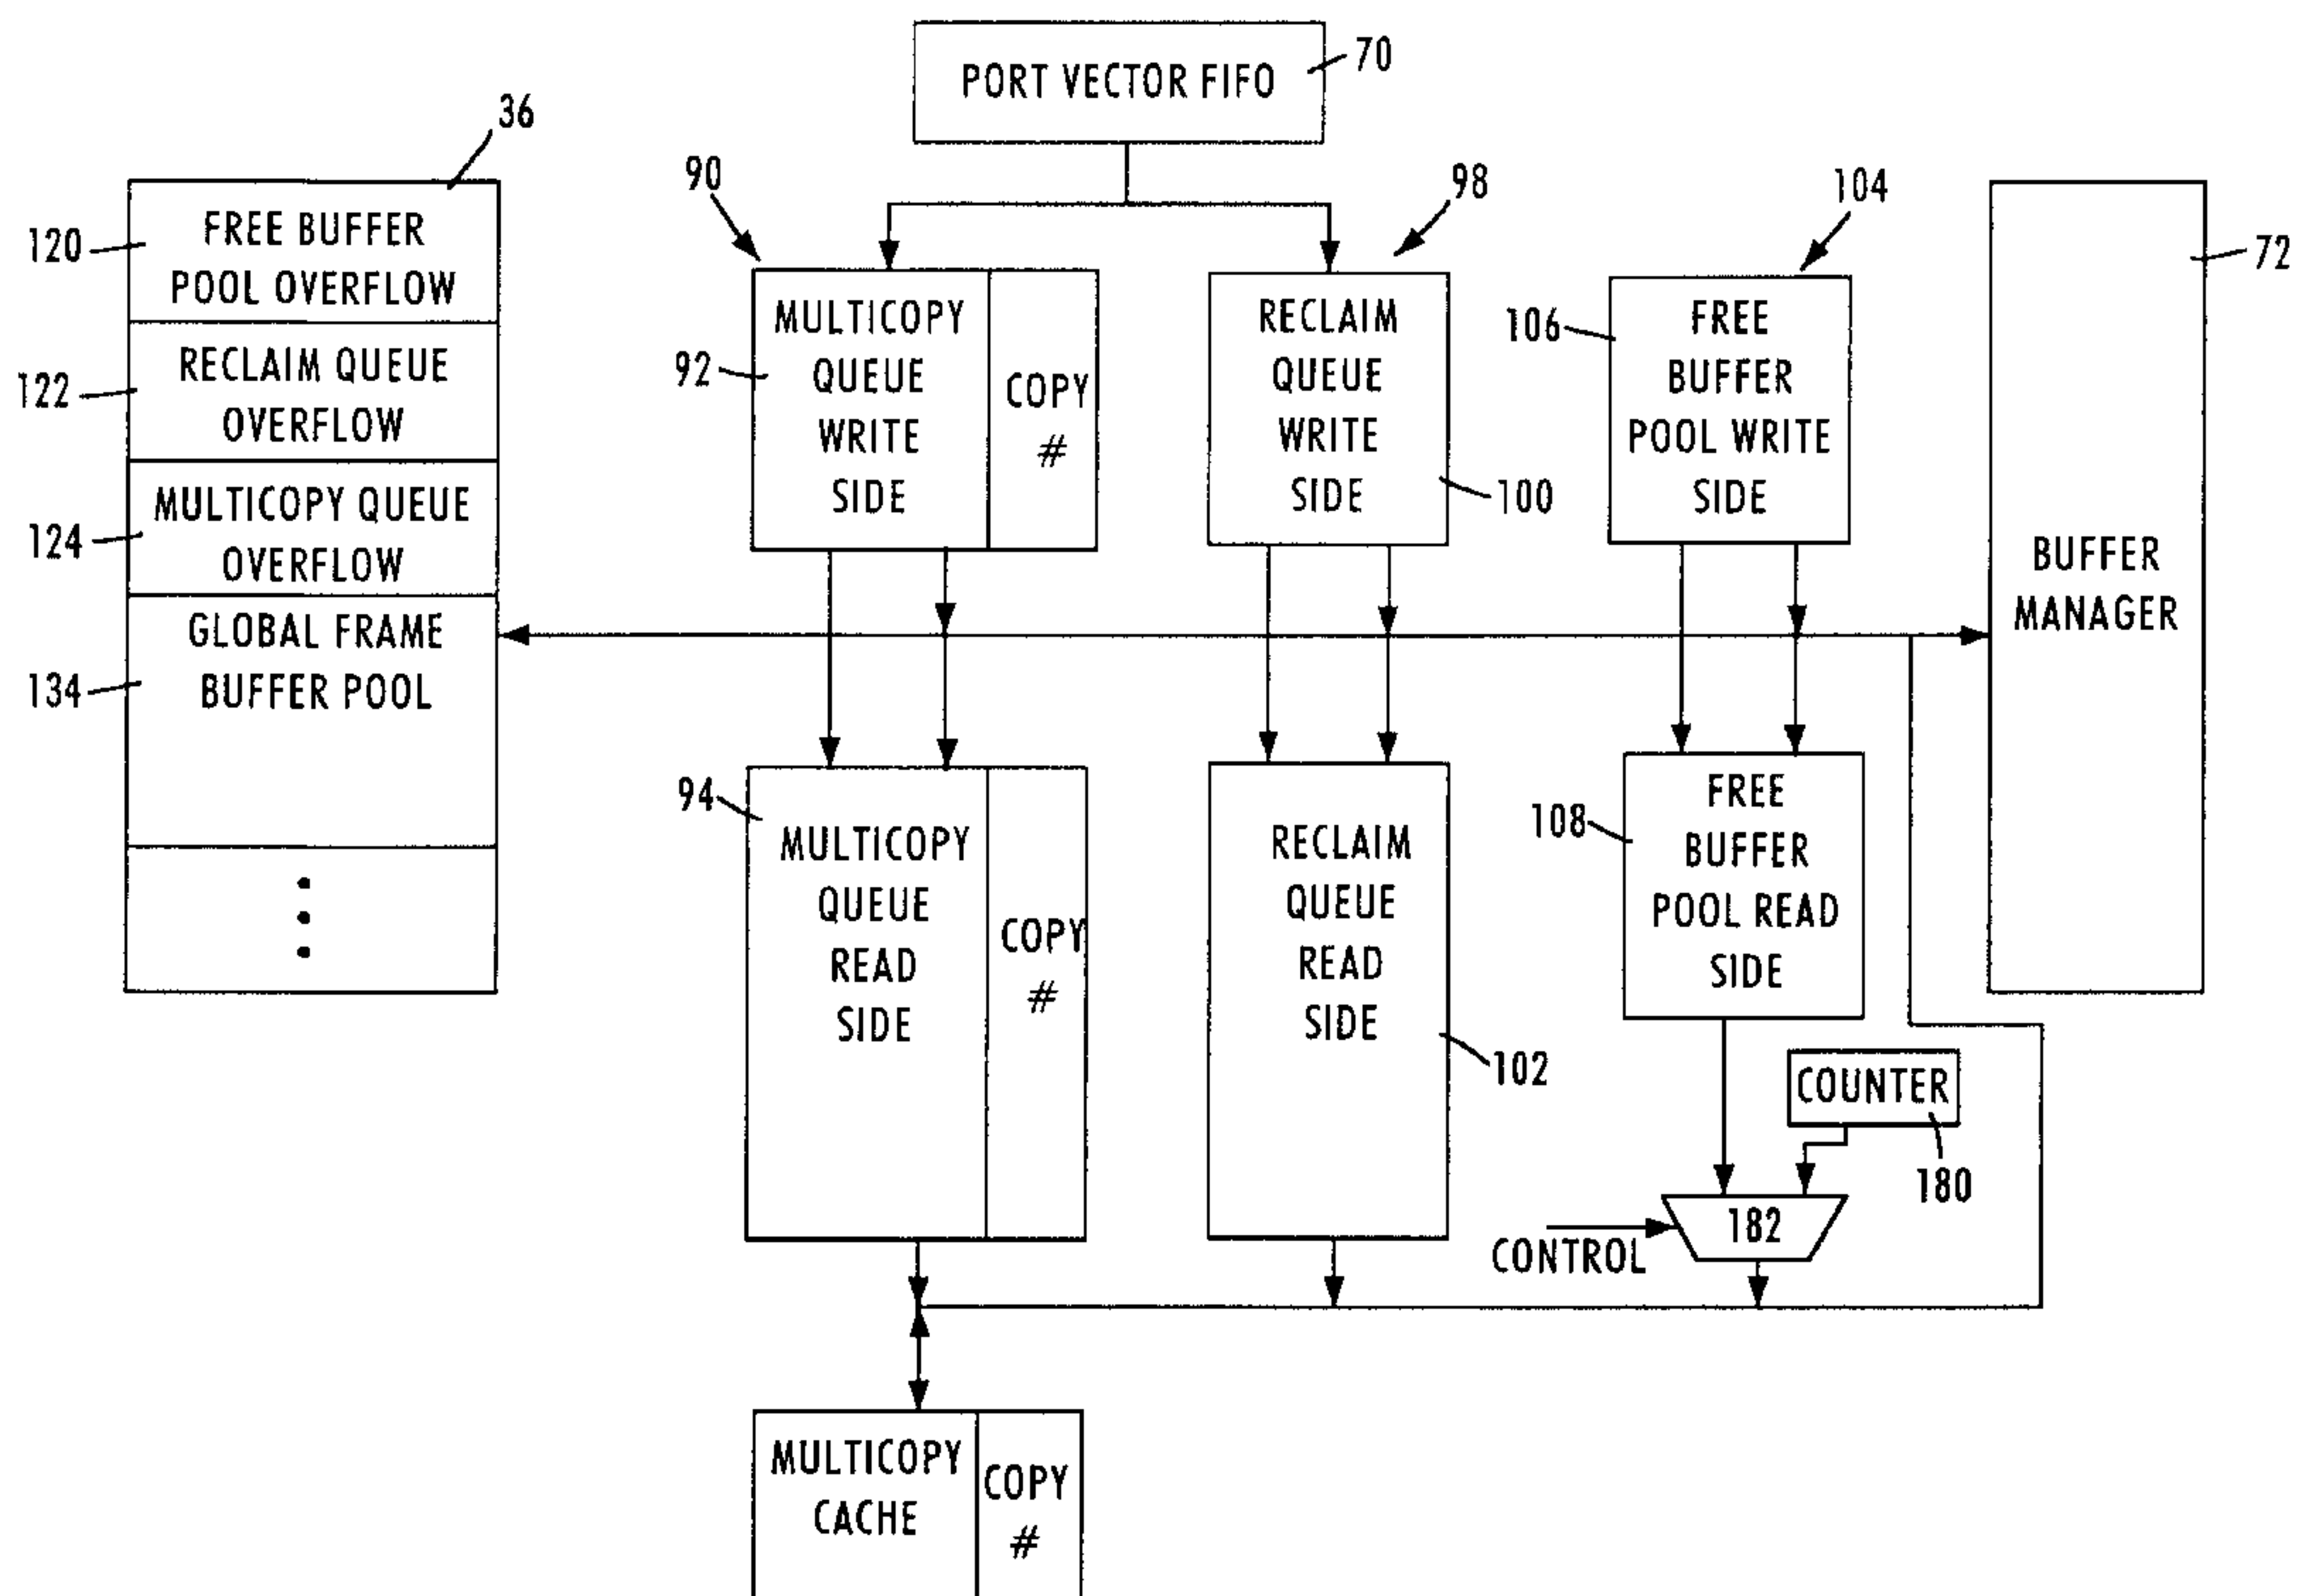 PORT VECTOR FIFO
70
36
90
98
104
FREE BUFFER
POOL OVERFLOW
120
RECLAIM QUEUE
OVERFLOW
122
MULTICOPY QUEUE
OVERFLOW
124
GLOBAL FRAME
BUFFER POOL
134
MULTICOPY
QUEUE
WRITE
SIDE
92
COPY
#
RECLAIM
QUEUE
WRITE
SIDE
100
FREE
BUFFER
POOL WRITE
SIDE
106
BUFFER
MANAGER
72
MULTICOPY
QUEUE
READ
SIDE
94
COPY
#
RECLAIM
QUEUE
READ
SIDE
102
FREE
BUFFER
POOL READ
SIDE
108
COUNTER
180
182
CONTROL
MULTICOPY
CACHE
COPY
#